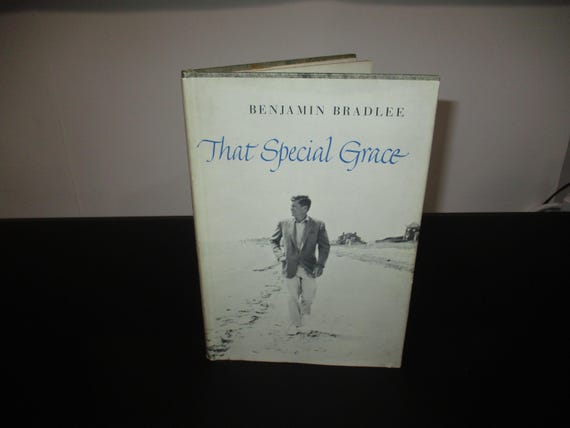 BENJAMIN BRADLEE
That Special Grace